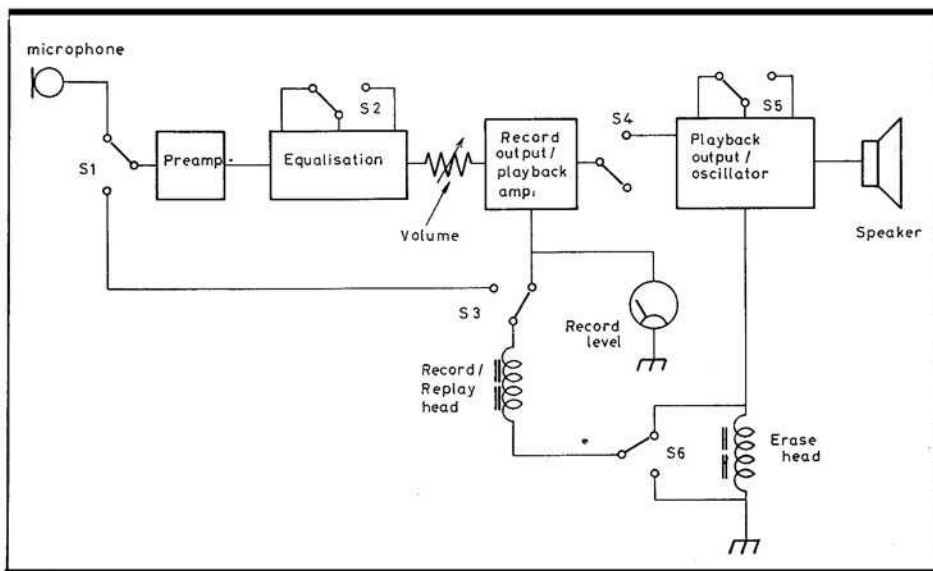 microphone
S1
Preamp.
S2
Equalisation
Volume
Record
output/
playback
amp.
S4
S5
Playback
output /
oscillator
Speaker
S3
Record
level
Record/
Replay
head
S6
Erase
head